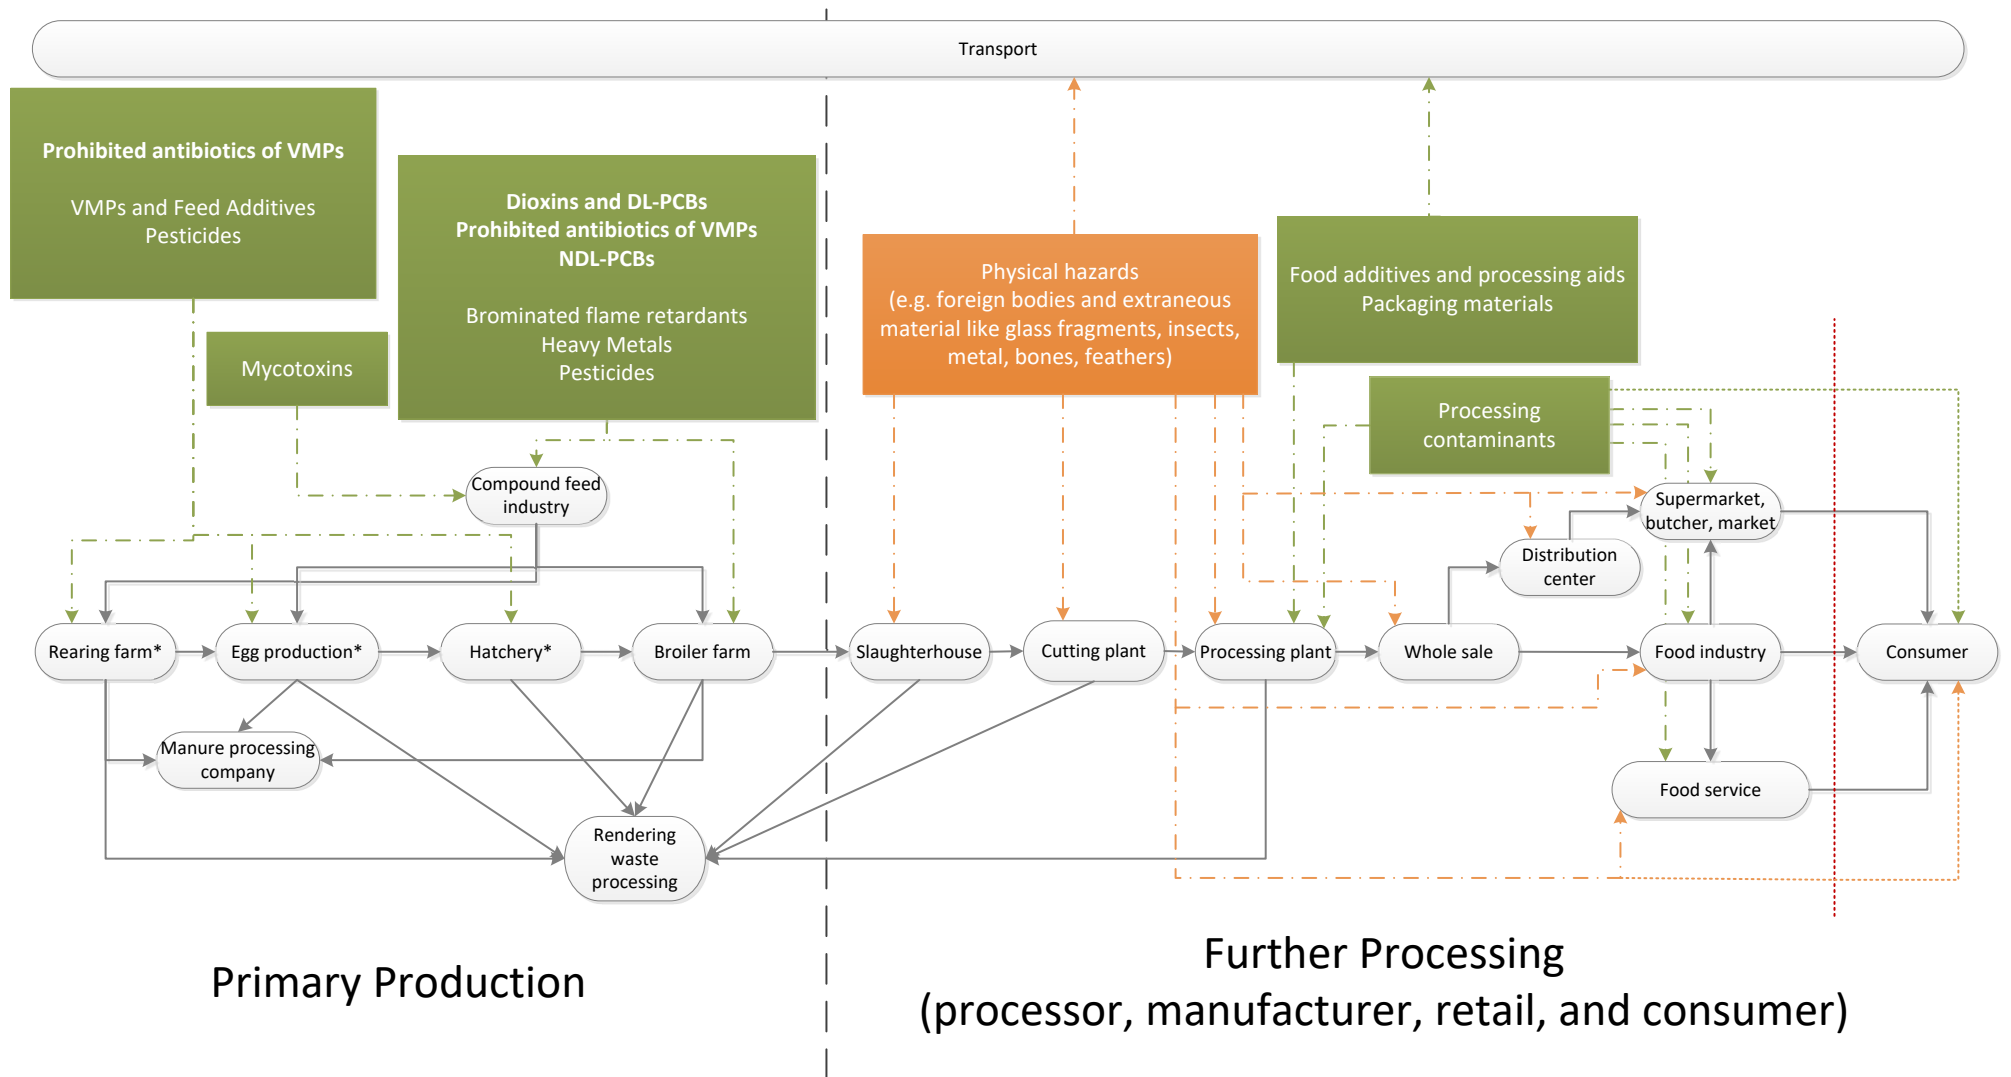 Transport
Prohibited antibiotics of VMPs
VMPs and Feed Additives
Pesticides
Dioxins and DL-PCBs
Prohibited antibiotics of VMPs
NDL-PCBs
Brominated flame retardants
Heavy Metals
Pesticides
Mycotoxins
Physical hazards
(e.g. foreign bodies and extraneous
material like glass fragments, insects,
metal, bones, feathers)
Food additives and processing aids
Packaging materials
Processing
contaminants
Compound feed
industry
Supermarket,
butcher, market
Distribution
center
Rearing farm*
Egg production*
Hatchery*
Broiler farm
Slaughterhouse
Cutting plant
Processing plant
Whole sale
Food industry
Consumer
Manure processing
company
Food service
Rendering
waste
processing
Primary Production
Further Processing
(processor, manufacturer, retail, and consumer)